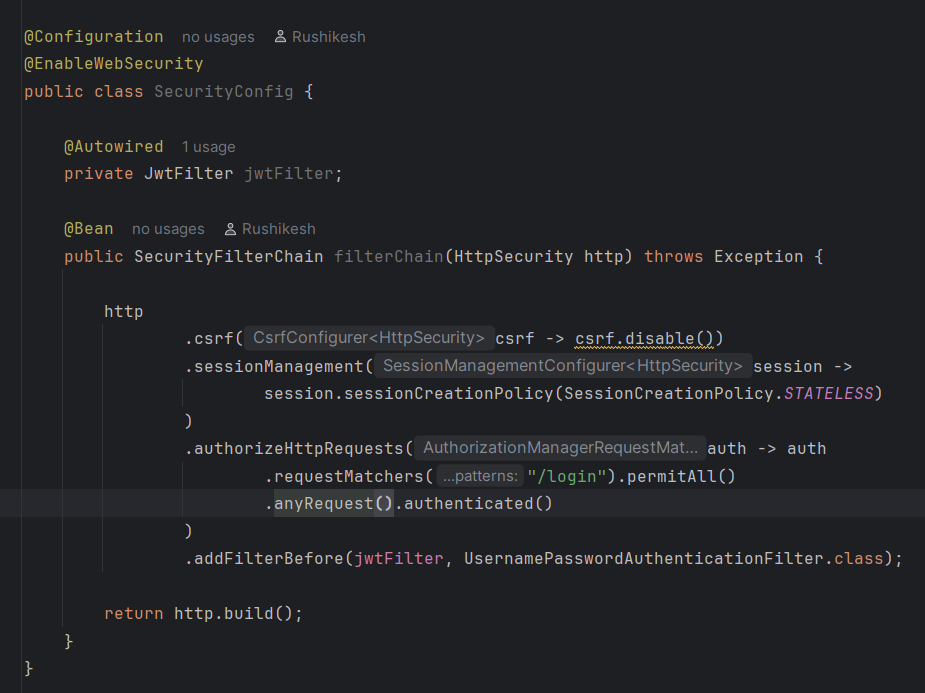 @Configuration no usages Rushikesh
@EnableWebSecurity
public class SecurityConfig {
@Autowired 1 usage
private JwtFilter jwtFilter;
@Bean no usages Rushikesh
public SecurityFilterChain filterChain(HttpSecurity http) throws Exception {
http
.csrf( CsrfConfigurer<HttpSecurity> csrf -> csrf.disable())
.sessionManagement( SessionManagementConfigurer<HttpSecurity> session ->
session.sessionCreationPolicy(SessionCreationPolicy.STATELESS)
)
.authorizeHttpRequests( AuthorizationManagerRequestMat... auth -> auth
.requestMatchers( ...patterns: "/login").permitAll()
.anyRequest().authenticated()
)
.addFilterBefore(jwtFilter, UsernamePasswordAuthenticationFilter.class);
return http.build();
}
}